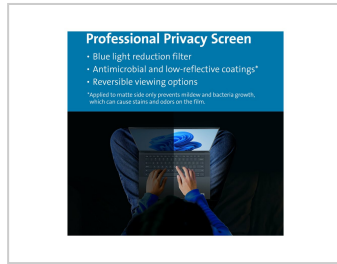 Professional Privacy Screen
• Blue light reduction filter
• Antimicrobial and low-reflective coatings*
• Reversible viewing options
*Applied to matte side only prevents mildew and bacteria growth,
which can cause stains and odors on the film.